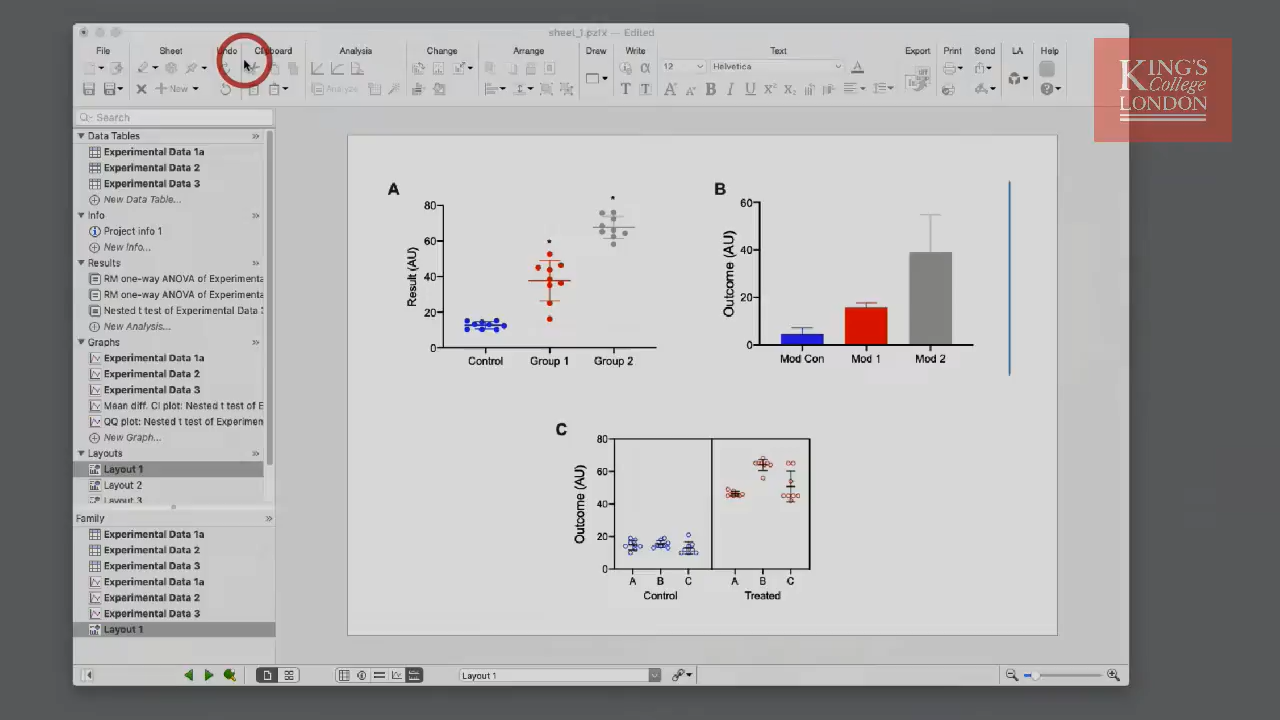 sheet_1.pzfx — Edited
File Sheet Undo Clipboard Analysis Change Arrange Draw Write Text Export Print Send LA Help
12 Helvetica
New
Analyze
KING'S
College
LONDON
Search
Data Tables
Experimental Data 1a
Experimental Data 2
Experimental Data 3
New Data Table...
Info
Project info 1
New Info...
Results
RM one-way ANOVA of Experimenta
RM one-way ANOVA of Experimenta
Nested t test of Experimental Data
New Analysis...
Graphs
Experimental Data 1a
Experimental Data 2
Experimental Data 3
Mean diff. CI plot: Nested t test of E
QQ plot: Nested t test of Experimen
New Graph...
Layouts
Layout 1
Layout 2
Layout 3
Family
Experimental Data 1a
Experimental Data 2
Experimental Data 3
Experimental Data 1a
Experimental Data 2
Experimental Data 3
Layout 1
A
80
60
40
20
0
Result (AU)
* *
Control Group 1 Group 2
B
60
40
20
0
Outcome (AU)
Mod Con Mod 1 Mod 2
C
80
60
40
20
0
Outcome (AU)
A B C A B C
Control Treated
Layout 1